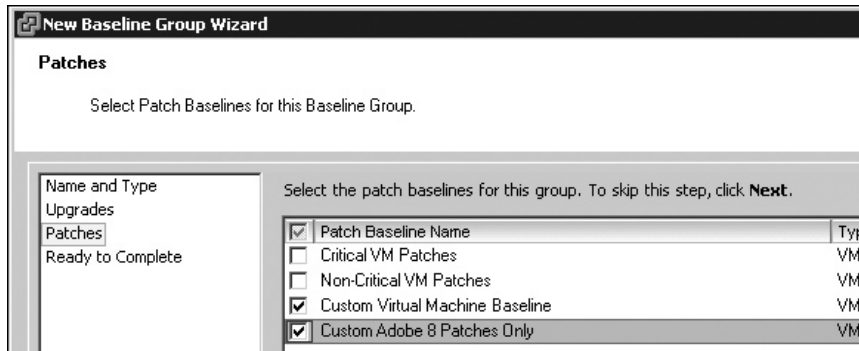 New Baseline Group Wizard
Patches
Select Patch Baselines for this Baseline Group.
Name and Type
Upgrades
Patches
Ready to Complete
Select the patch baselines for this group. To skip this step, click Next.
Patch Baseline Name Typ
Critical VM Patches VM
Non-Critical VM Patches VM
Custom Virtual Machine Baseline VM
Custom Adobe 8 Patches Only VM